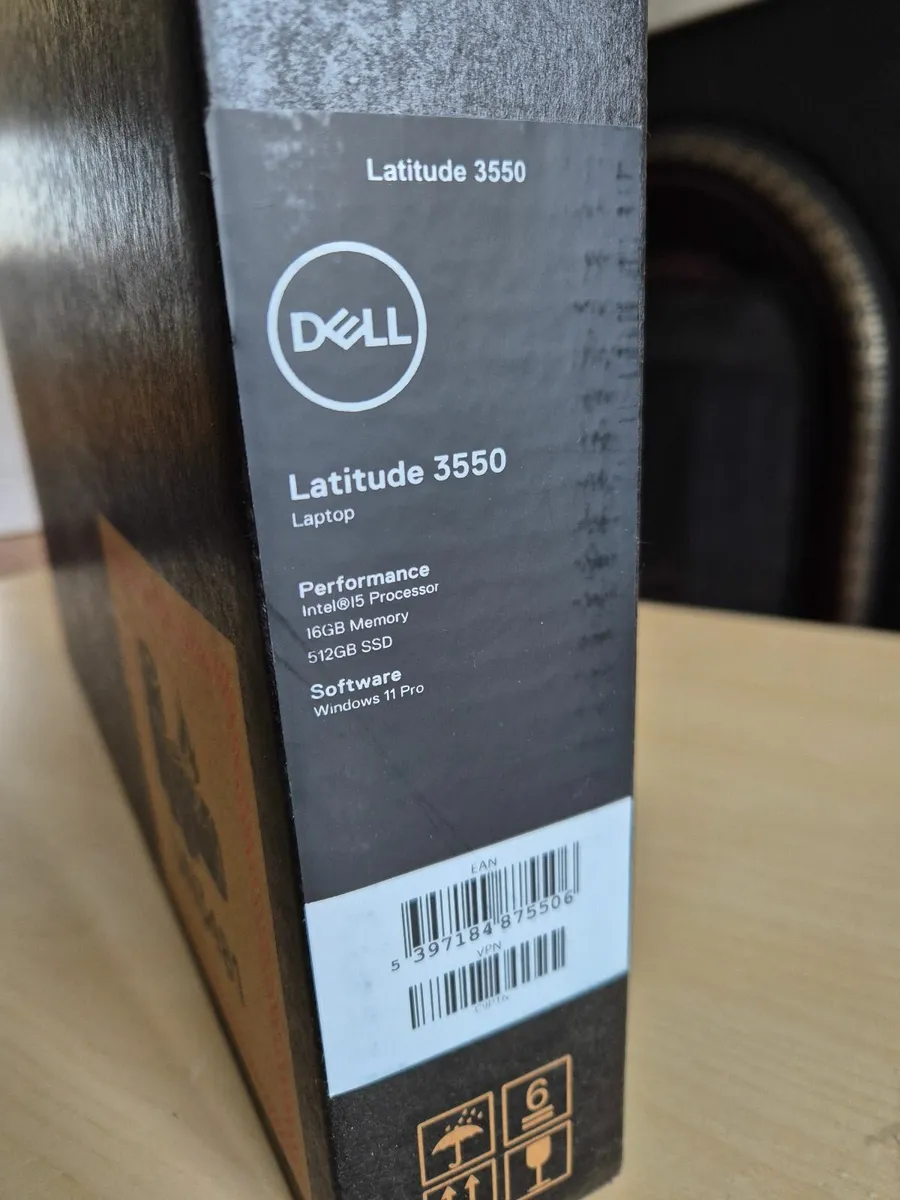 Latitude 3550
DELL
Latitude 3550
Laptop
Performance
Intel®I5 Processor
16GB Memory
512GB SSD
Software
Windows 11 Pro
EAN
5 397184 875506
VPN
6